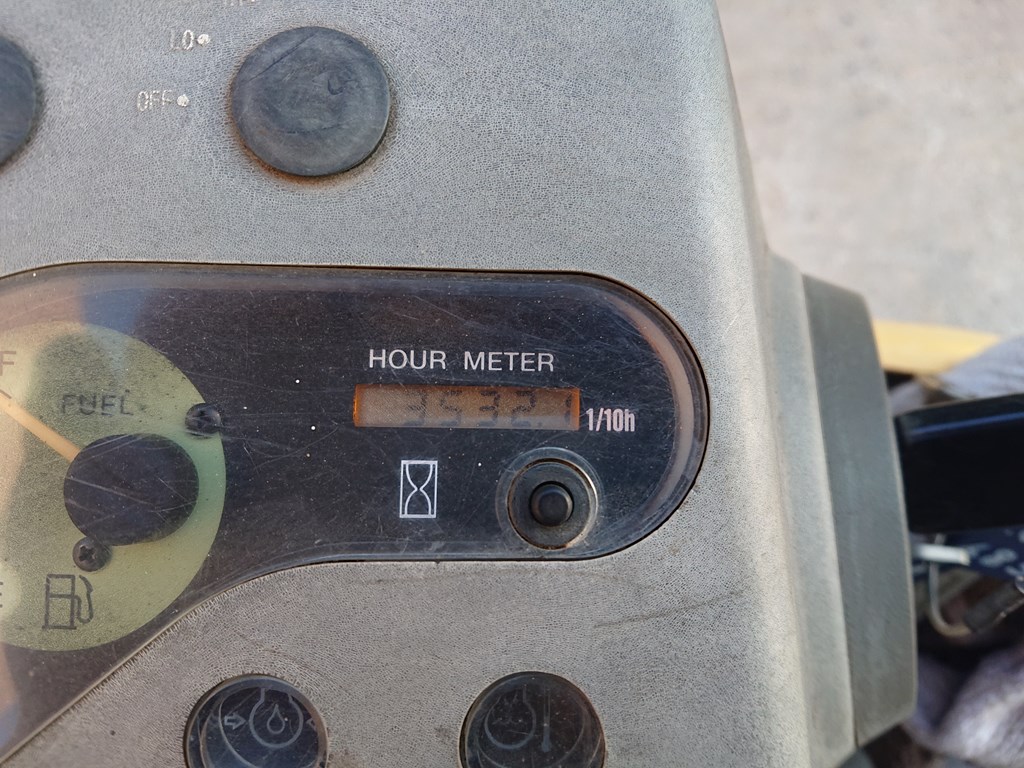 LO
OFF
HOUR METER
F
FUEL
3532.1
1/10h
E